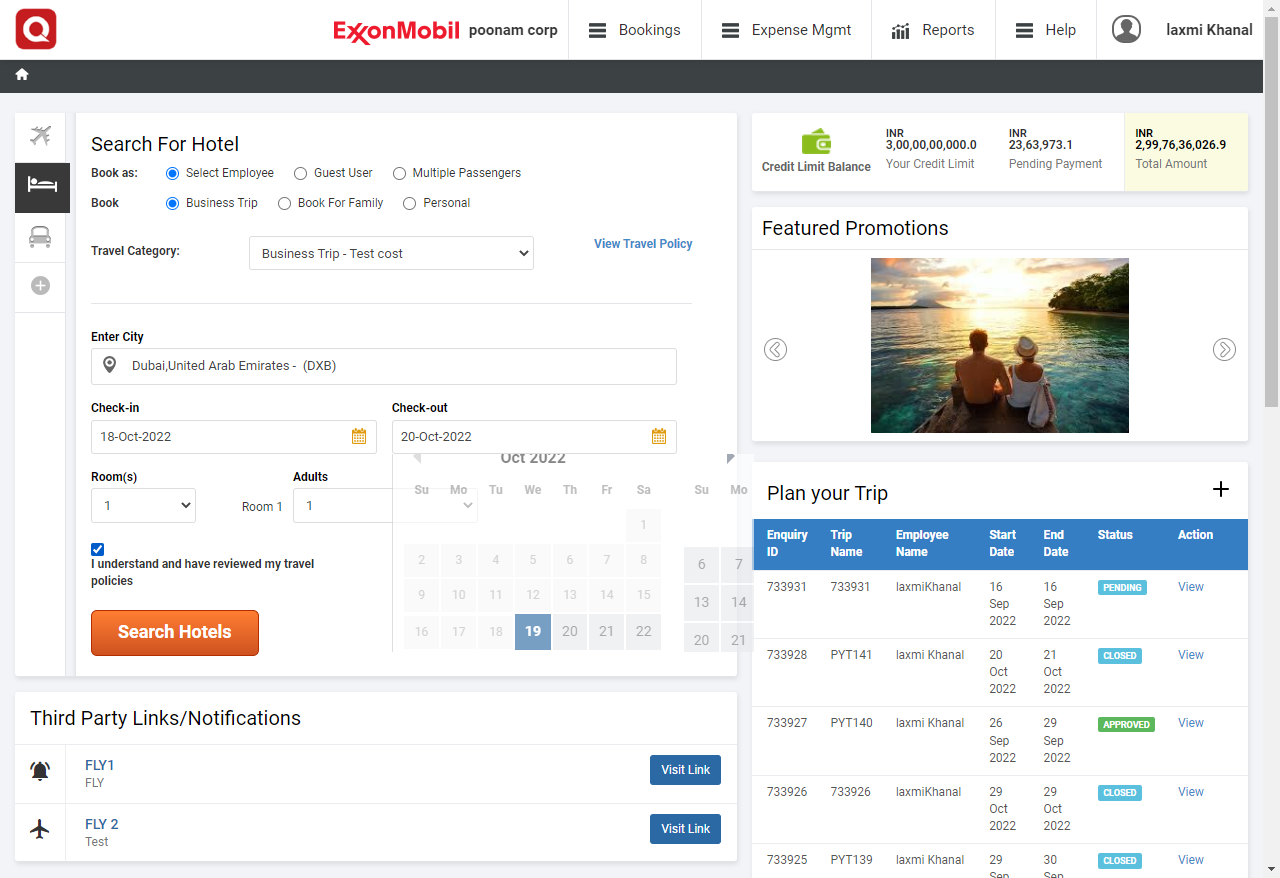 Q
ExxonMobil poonam corp
Bookings
Expense Mgmt
Reports
Help
laxmi Khanal
Search For Hotel
Book as: Select Employee Guest User Multiple Passengers
Book Business Trip Book For Family Personal
Travel Category: Business Trip - Test cost View Travel Policy
Enter City
Dubai,United Arab Emirates - (DXB)
Check-in Check-out
18-Oct-2022 20-Oct-2022
Room(s) Adults
1 Room 1 1
Oct 2022
Su Mo Tu We Th Fr Sa Su Mo
1
2 3 4 5 6 7 8 6 7
9 10 11 12 13 14 15 13 14
16 17 18 19 20 21 22 20 21
I understand and have reviewed my travel
policies
Search Hotels
Third Party Links/Notifications
FLY1
FLY
Visit Link
FLY 2
Test
Visit Link
Credit Limit Balance
INR
3,00,00,00,000.0
Your Credit Limit
INR
23,63,973.1
Pending Payment
INR
2,99,76,36,026.9
Total Amount
Featured Promotions
Plan your Trip
Enquiry ID Trip Name Employee Name Start Date End Date Status Action
733931 733931 laxmiKhanal 16 Sep 2022 16 Sep 2022 PENDING View
733928 PYT141 laxmi Khanal 20 Oct 2022 21 Oct 2022 CLOSED View
733927 PYT140 laxmi Khanal 26 Sep 2022 29 Sep 2022 APPROVED View
733926 733926 laxmiKhanal 29 Oct 2022 29 Oct 2022 CLOSED View
733925 PYT139 laxmi Khanal 29 Sep 30 Sep CLOSED View